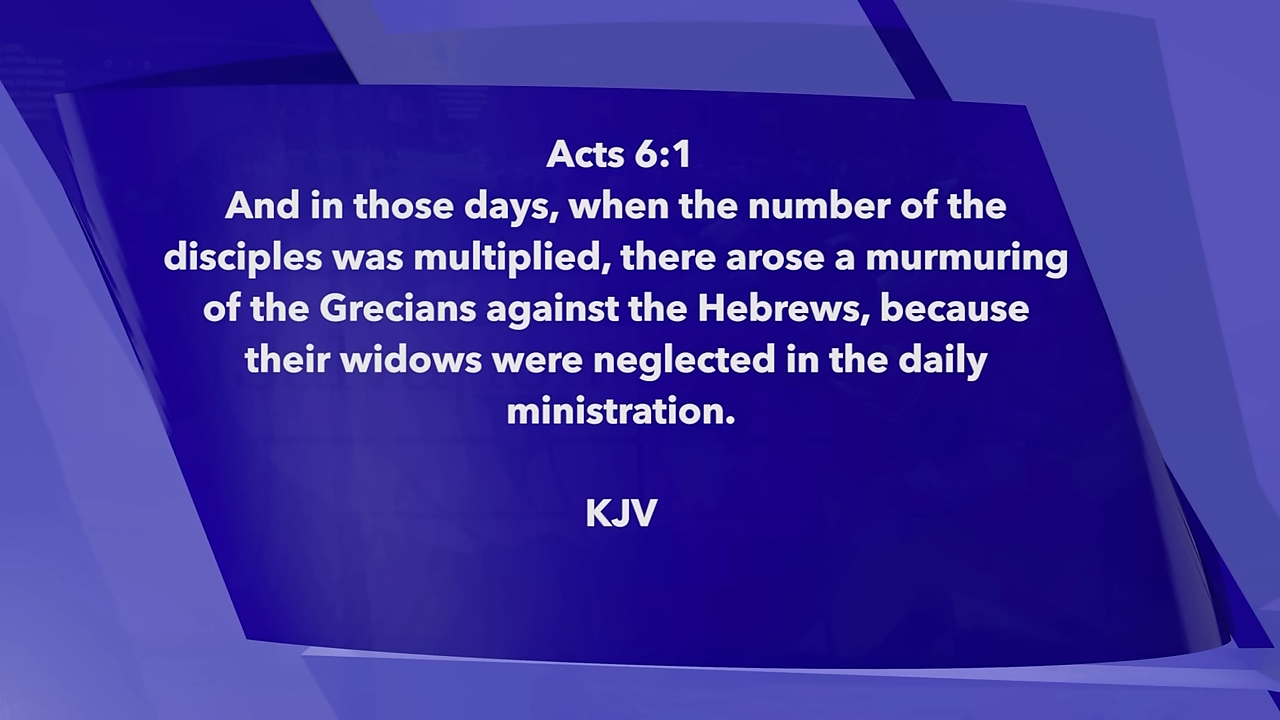 Acts 6:1
And in those days, when the number of the
disciples was multiplied, there arose a murmuring
of the Grecians against the Hebrews, because
their widows were neglected in the daily
ministration.
KJV